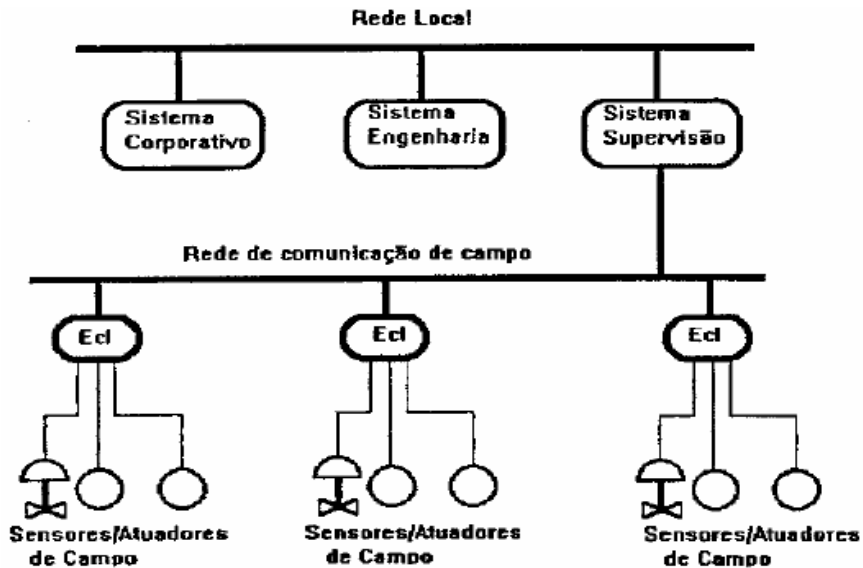 Rede Local
Sistema
Corporativo
Sistema
Engenharia
Sistema
Supervisão
Rede de comunicação de campo
Ecl
Ecl
Ecl
Sensores/Atuadores
de Campo
Sensores/Atuadores
de Campo
Sensores/Atuadores
de Campo